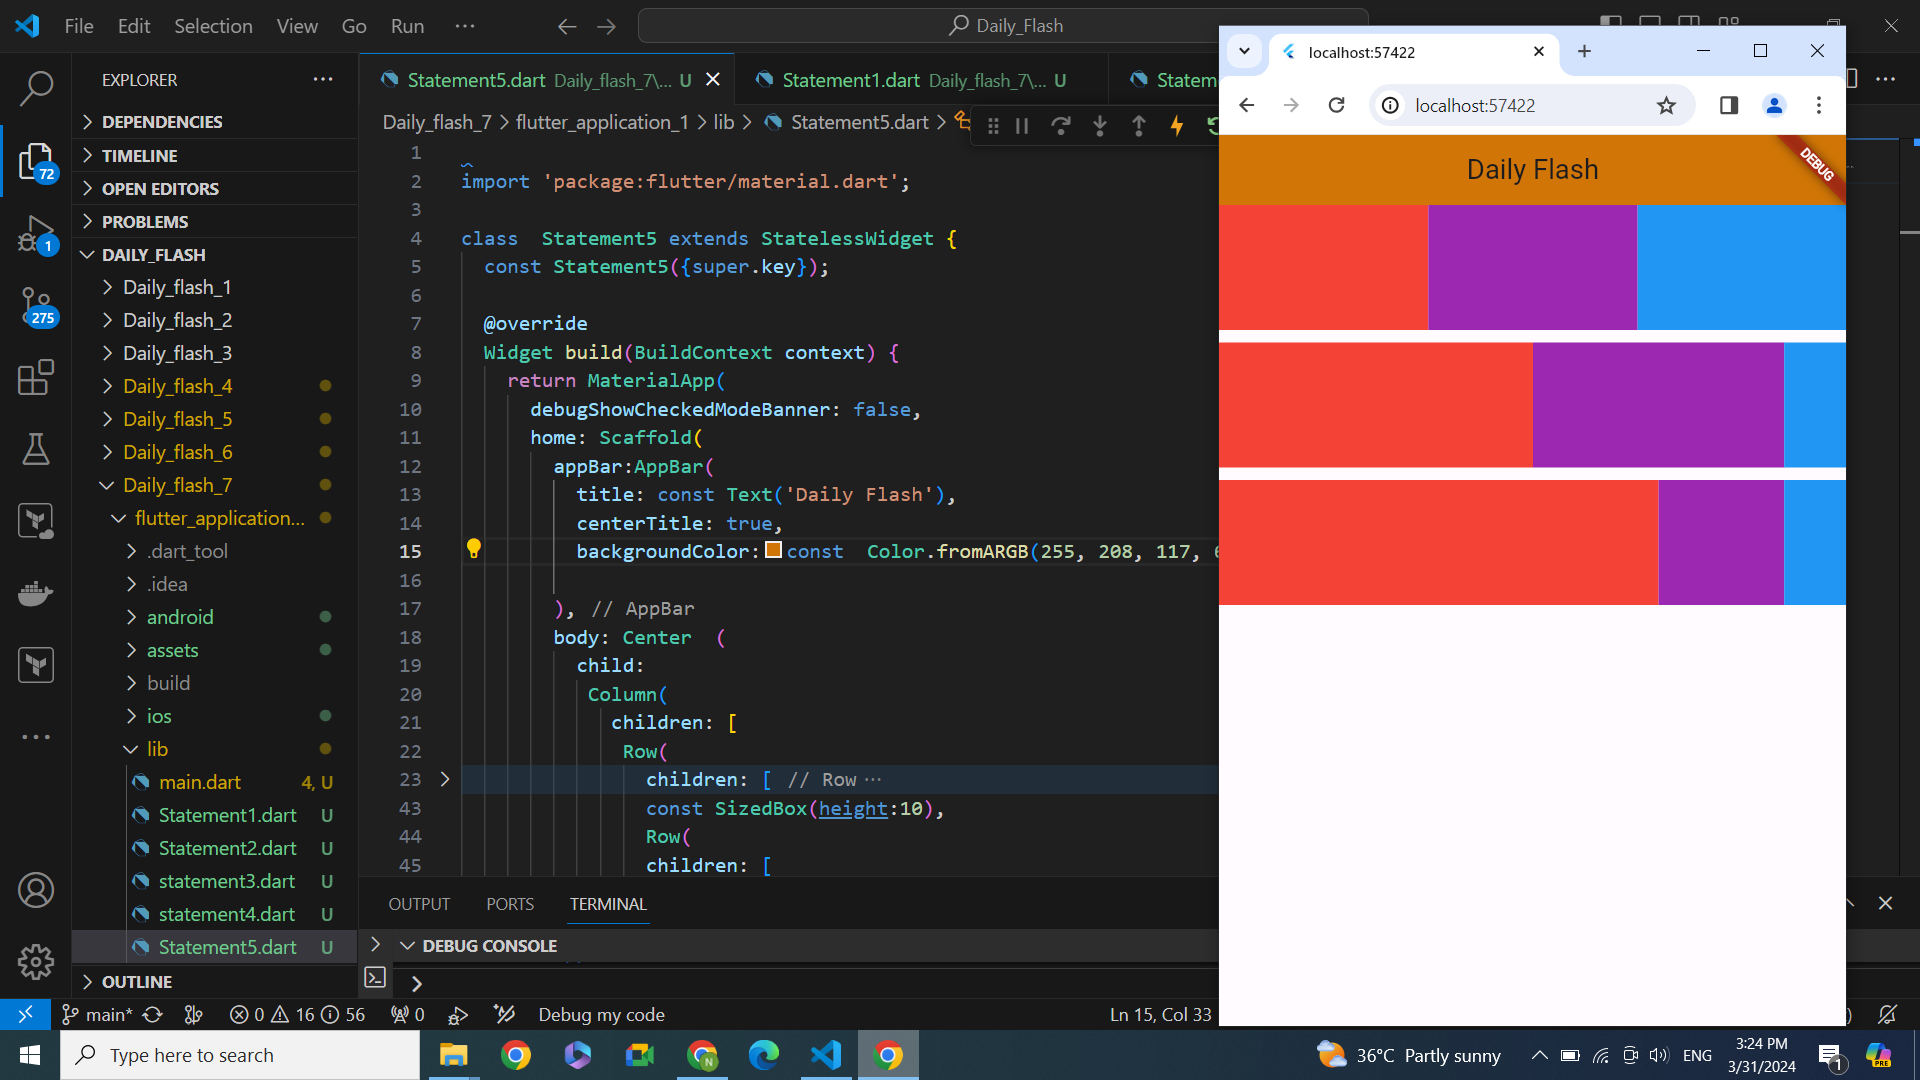 File Edit Selection View Go Run ···
Daily_Flash
EXPLORER
DEPENDENCIES
TIMELINE
OPEN EDITORS
PROBLEMS
DAILY_FLASH
Daily_flash_1
Daily_flash_2
Daily_flash_3
Daily_flash_4
Daily_flash_5
Daily_flash_6
Daily_flash_7
flutter_application...
.dart_tool
.idea
android
assets
build
ios
lib
main.dart 4, U
Statement1.dart U
Statement2.dart U
statement3.dart U
statement4.dart U
Statement5.dart U
OUTLINE
72
1
275
Statement5.dart Daily_flash_7\... U
Statement1.dart Daily_flash_7\... U
Daily_flash_7 > flutter_application_1 > lib > Statement5.dart >
1
2 import 'package:flutter/material.dart';
3
4 class  Statement5 extends StatelessWidget {
5 const Statement5({super.key});
6
7 @override
8 Widget build(BuildContext context) {
9 return MaterialApp(
10 debugShowCheckedModeBanner: false,
11 home: Scaffold(
12 appBar:AppBar(
13 title: const Text('Daily Flash'),
14 centerTitle: true,
15 backgroundColor: const  Color.fromARGB(255, 208, 117,
16
17 ), // AppBar
18 body: Center  (
19 child:
20 Column(
21 children: [
22 Row(
23 children: [ // Row ···
43 const SizedBox(height:10),
44 Row(
45 children: [
OUTPUT PORTS TERMINAL
DEBUG CONSOLE
main* 0 16 56 0 Debug my code
Ln 15, Col 33
localhost:57422
localhost:57422
Daily Flash
DEBUG
Type here to search
36°C Partly sunny
ENG
3:24 PM
3/31/2024
1
PRE
N